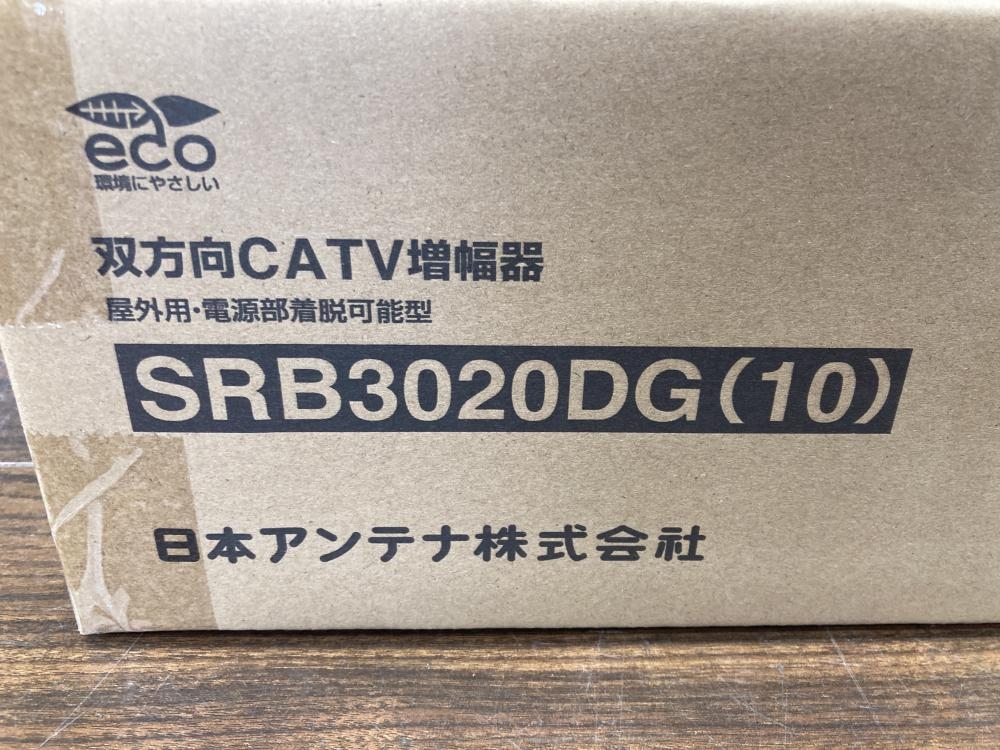 eco
環境にやさしい
双方向CATV増幅器
屋外用・電源部着脱可能型
SRB3020DG(10)
日本アンテナ株式会社